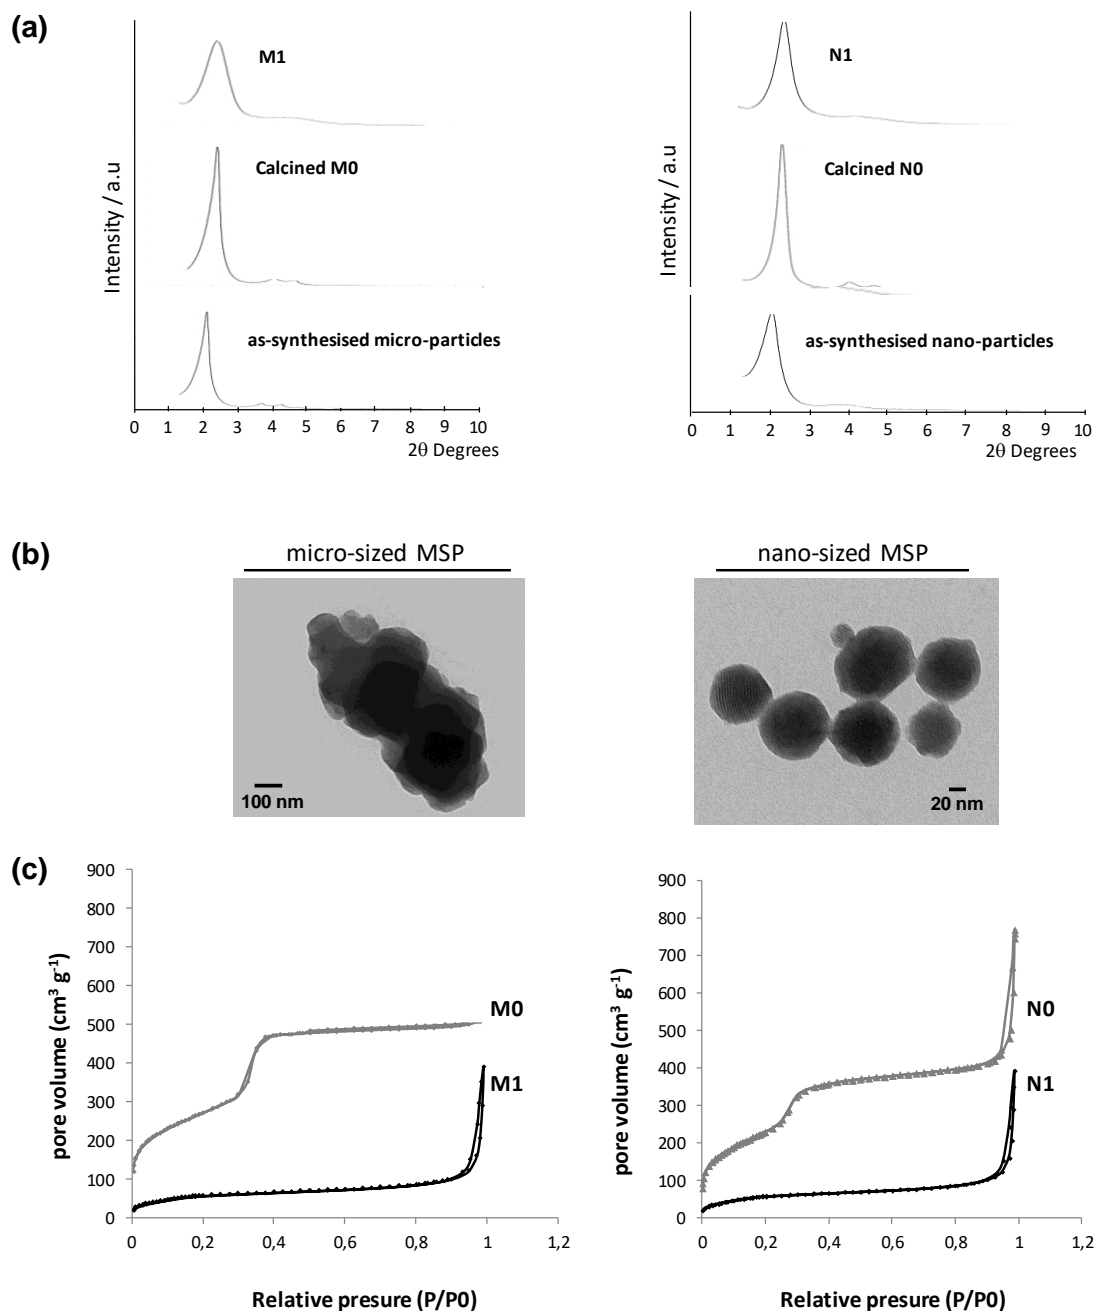 (a)
M1
Calcined M0
as-synthesised micro-particles
Intensity / a.u
0 1 2 3 4 5 6 7 8 9 10
2θ Degrees
N1
Calcined N0
as-synthesised nano-particles
Intensity / a.u
0 1 2 3 4 5 6 7 8 9 10
2θ Degrees
(b)
micro-sized MSP
100 nm
nano-sized MSP
20 nm
(c)
pore volume (cm³ g⁻¹)
900
800
700
600
500
400
300
200
100
0
M0
M1
0 0,2 0,4 0,6 0,8 1 1,2
Relative presure (P/P0)
pore volume (cm³ g⁻¹)
900
800
700
600
500
400
300
200
100
0
N0
N1
0 0,2 0,4 0,6 0,8 1 1,2
Relative presure (P/P0)